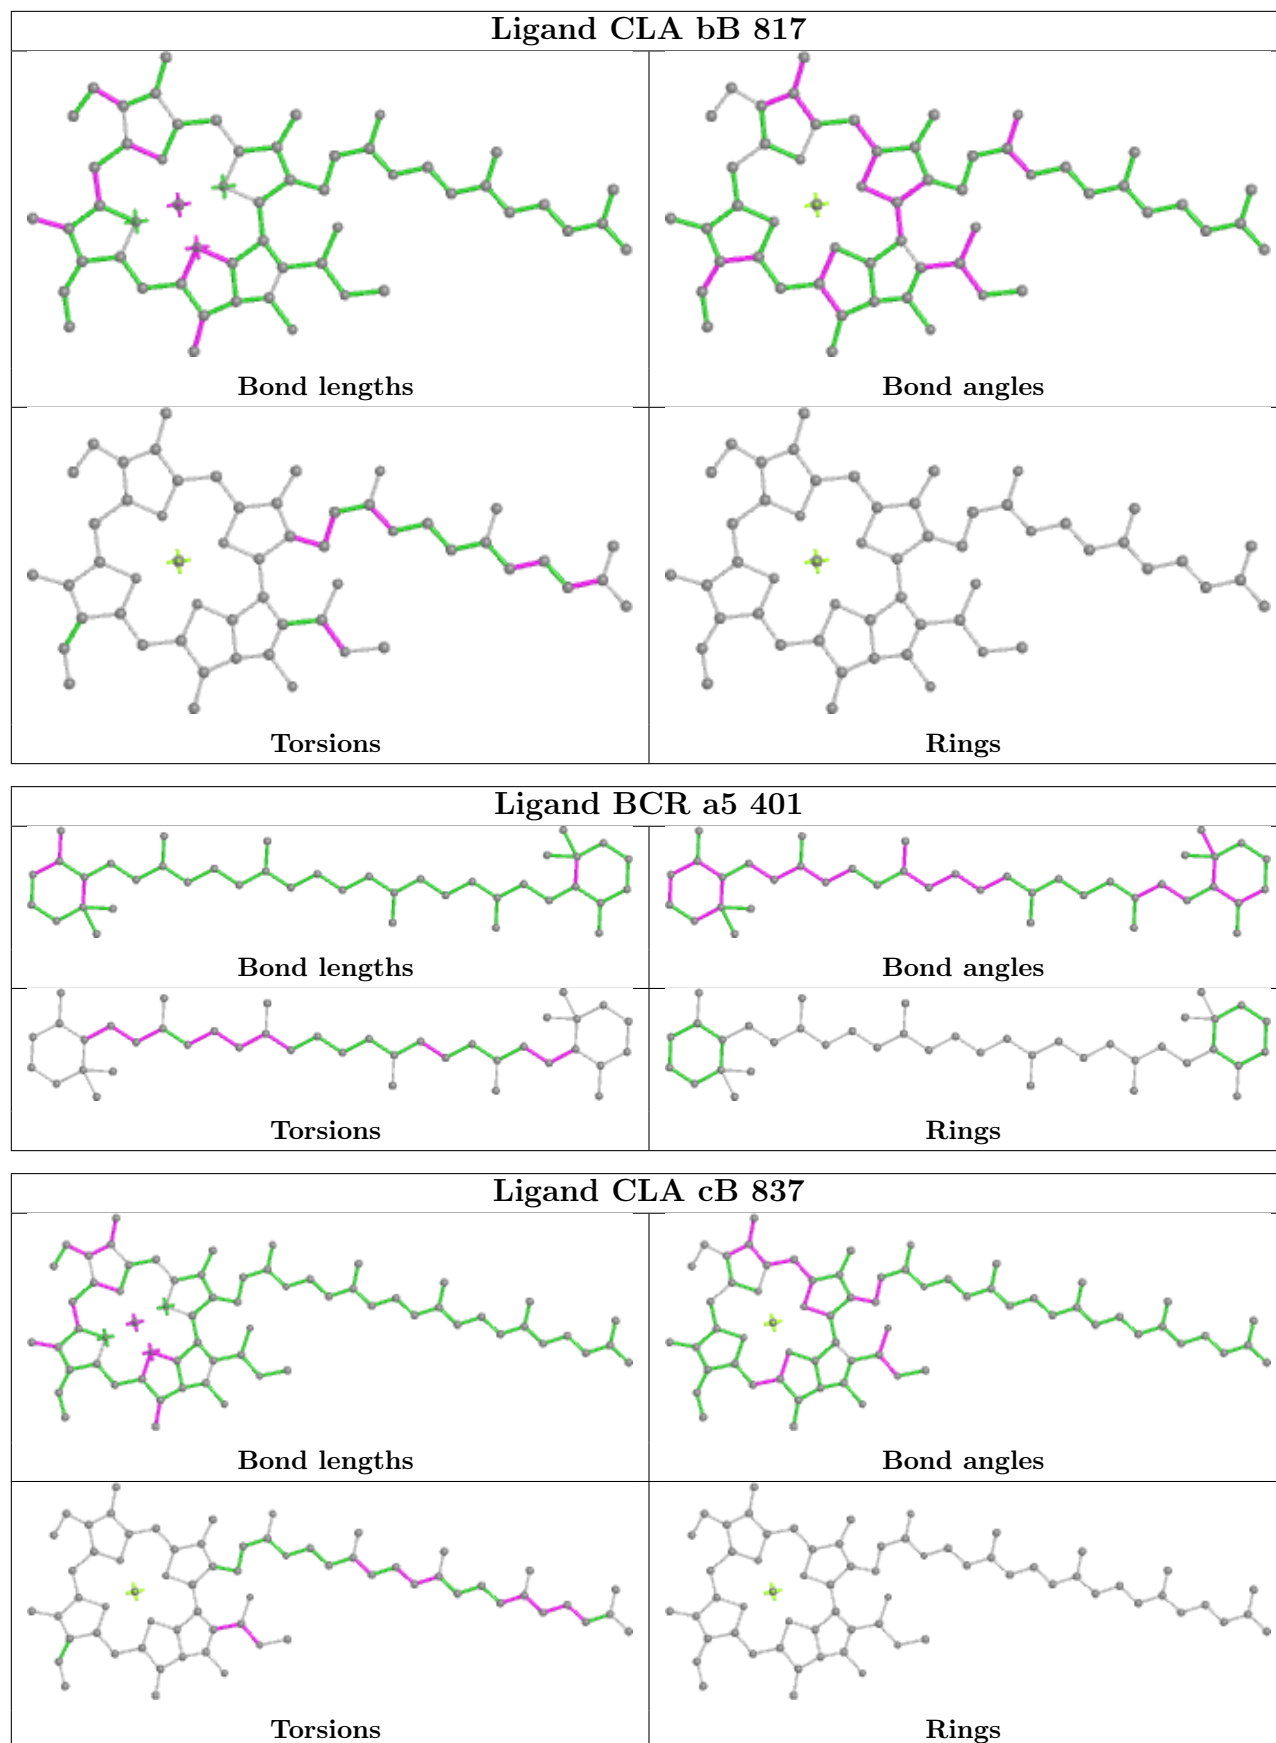 Ligand CLA bB 817
Bond lengths
Bond angles
Torsions
Rings
Ligand BCR a5 401
Bond lengths
Bond angles
Torsions
Rings
Ligand CLA cB 837
Bond lengths
Bond angles
Torsions
Rings